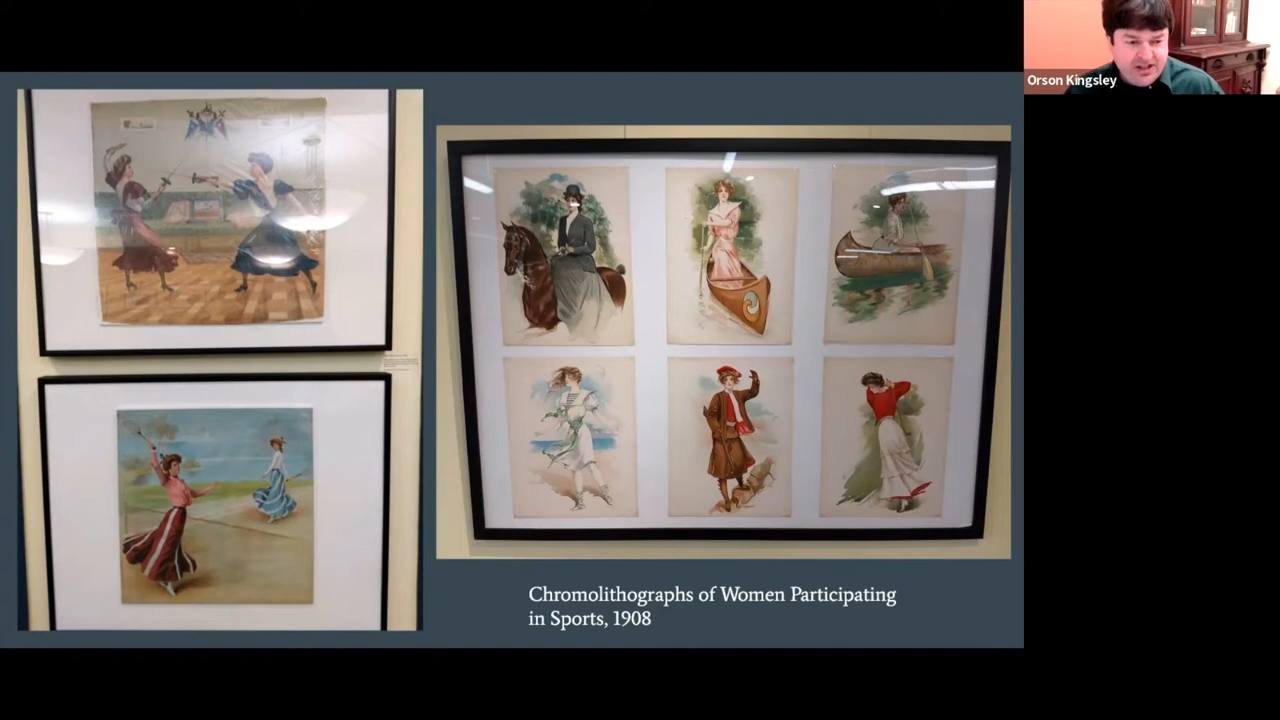 Orson Kingsley
Chromolithographs of Women Participating
in Sports, 1908